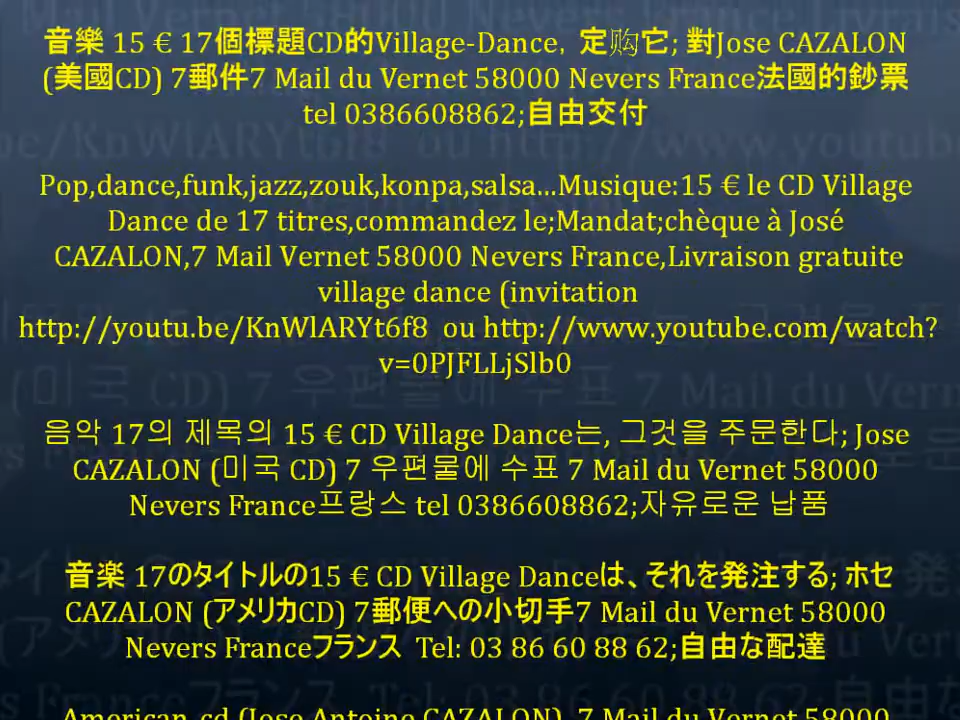 音樂 15 € 17個標題CD的Village-Dance，定购它; 對Jose CAZALON
(美國CD) 7郵件7 Mail du Vernet 58000 Nevers France法國的鈔票
tel 0386608862;自由交付
Pop,dance,funk,jazz,zouk,konpa,salsa...Musique:15 € le CD Village
Dance de 17 titres,commandez le;Mandat;chèque à José
CAZALON,7 Mail Vernet 58000 Nevers France,Livraison gratuite
village dance (invitation
http://youtu.be/KnWlARYt6f8 ou http://www.youtube.com/watch?
v=0PJFLLjSlb0
음악 17의 제목의 15 € CD Village Dance는, 그것을 주문한다; Jose
CAZALON (미국 CD) 7 우편물에 수표 7 Mail du Vernet 58000
Nevers France프랑스 tel 0386608862;자유로운 납품
音楽 17のタイトルの15 € CD Village Danceは、それを発注する; ホセ
CAZALON (アメリカCD) 7郵便への小切手7 Mail du Vernet 58000
Nevers Franceフランス Tel: 03 86 60 88 62;自由な配達
American cd (Jose Antoine CAZALON) 7 Mail du Vernet 58000